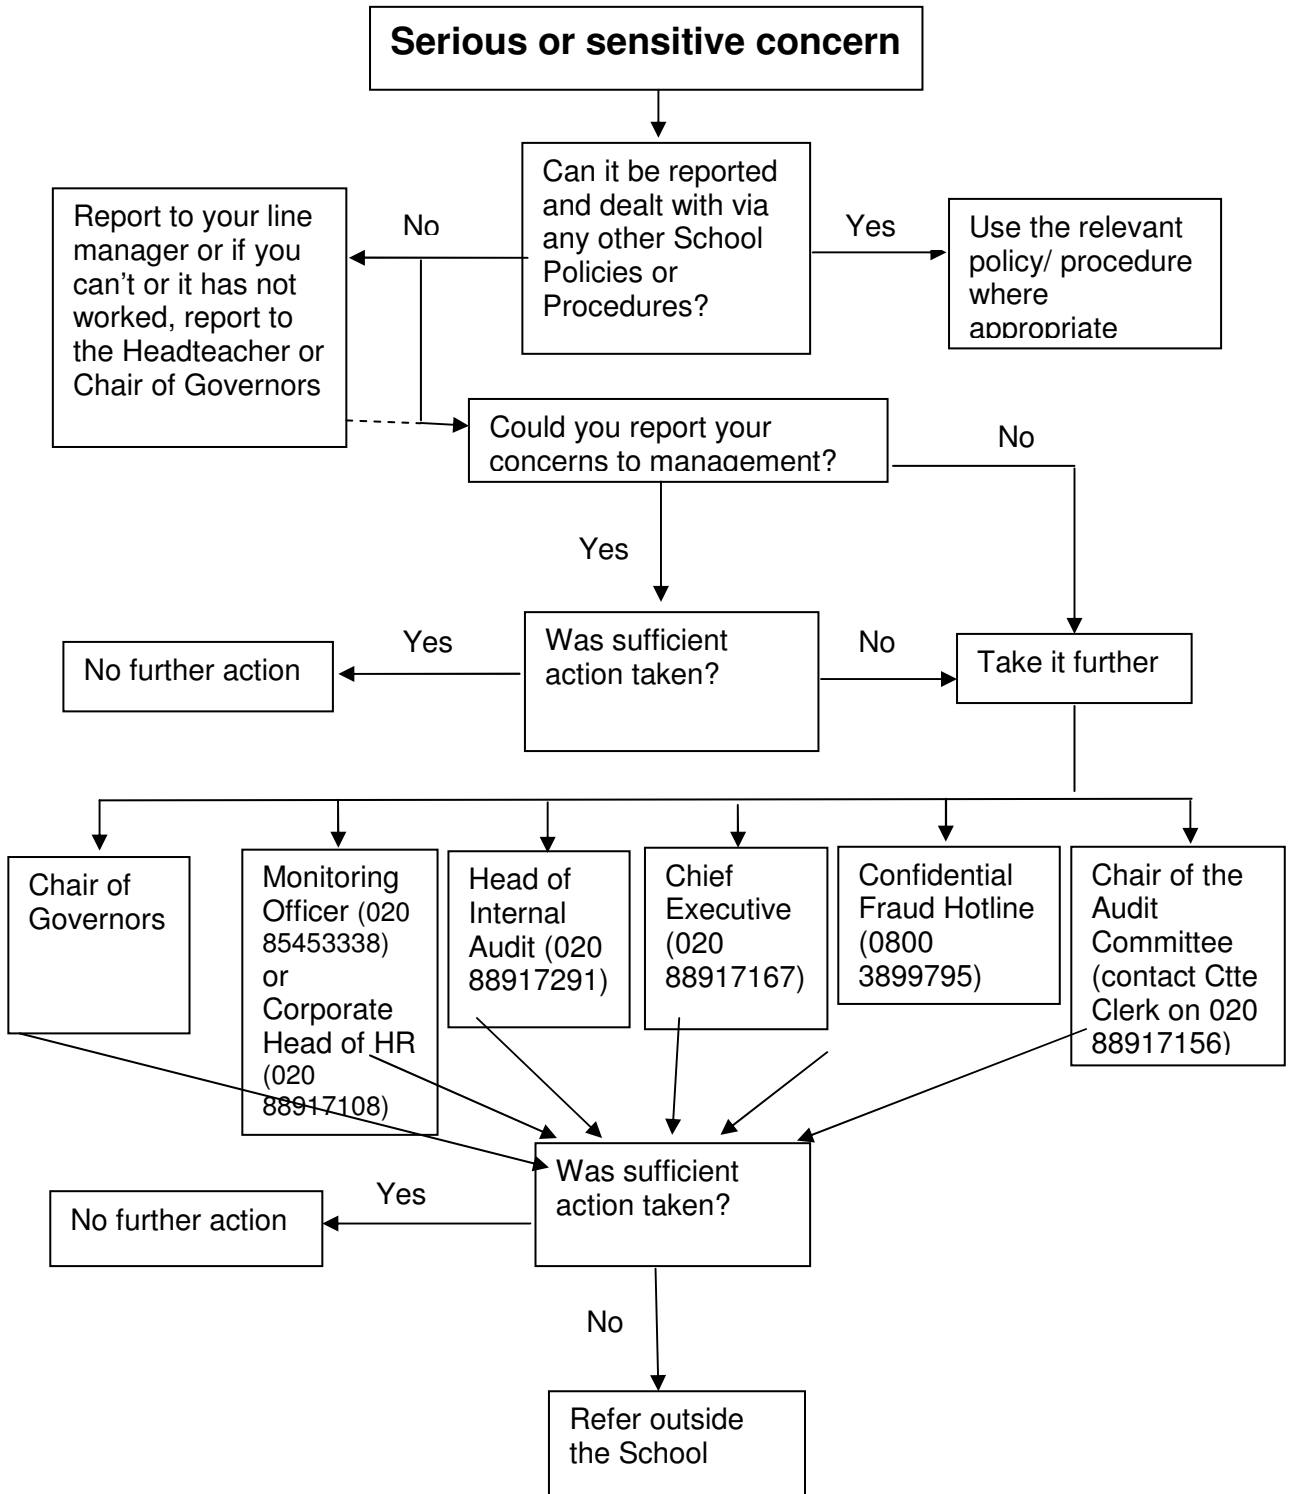 Serious or sensitive concern
Can it be reported
and dealt with via
any other School
Policies or
Procedures?
No
Yes
Report to your line
manager or if you
can't or it has not
worked, report to
the Headteacher or
Chair of Governors
Use the relevant
policy/ procedure
where
appropriate
Could you report your
concerns to management?
No
Yes
Was sufficient
action taken?
Yes
No
No further action
Take it further
Chair of
Governors
Monitoring
Officer (020
85453338)
or
Corporate
Head of HR
(020
88917108)
Head of
Internal
Audit (020
88917291)
Chief
Executive
(020
88917167)
Confidential
Fraud Hotline
(0800
3899795)
Chair of the
Audit
Committee
(contact Ctte
Clerk on 020
88917156)
Was sufficient
action taken?
Yes
No further action
No
Refer outside
the School